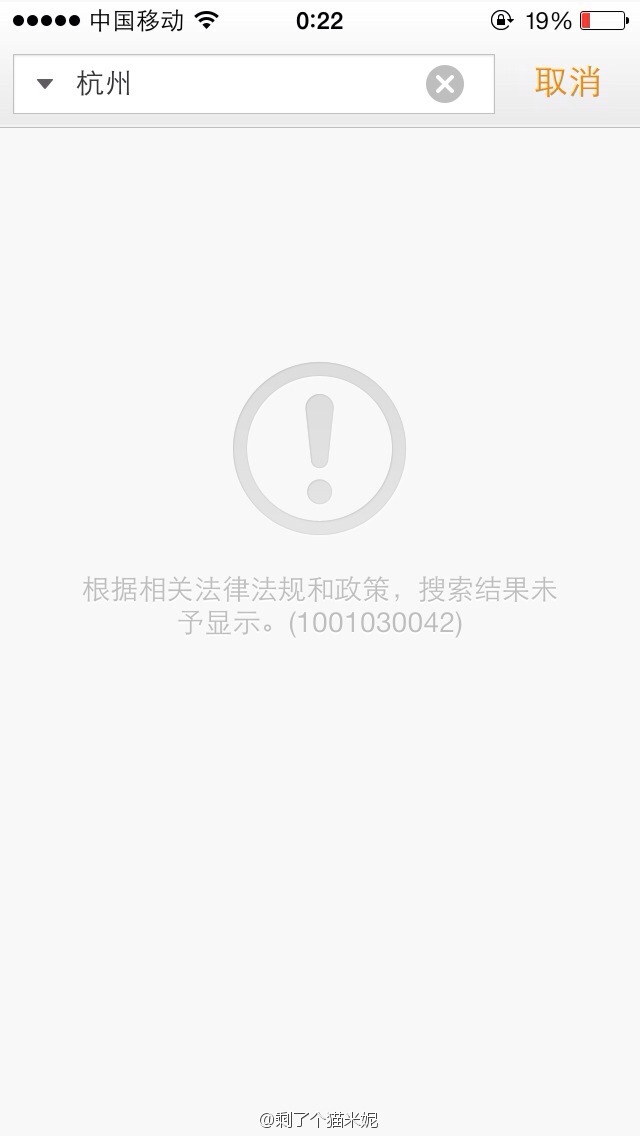 中国移动 0:22 19%
杭州 取消
根据相关法律法规和政策，搜索结果未
予显示。(1001030042)
@剩了个猫米妮